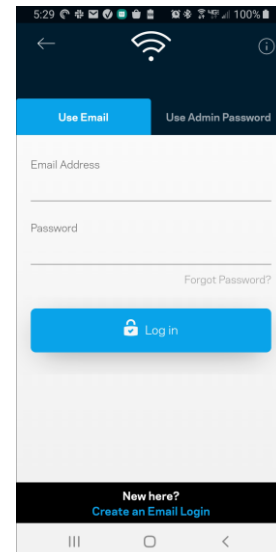 5:29 100%
Use Email Use Admin Password
Email Address
Password
Forgot Password?
Log in
New here?
Create an Email Login